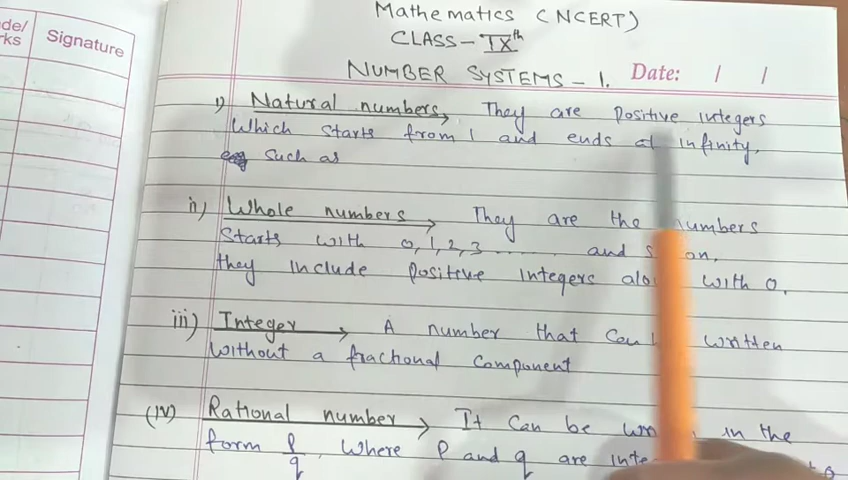 de/
rks
Signature
Mathematics (NCERT)
CLASS - IXth
NUMBER SYSTEMS - 1.
Date: / /
i) Natural numbers → They are positive integers
Which starts from 1 and ends at infinity.
such as
ii) Whole numbers → They are the numbers
Starts with 0, 1, 2, 3 ........ and so on.
they include positive integers along with 0.
iii) Integer → A number that can written
without a fractional component
(iv) Rational number → It can be in the
form P/q, Where P and q are